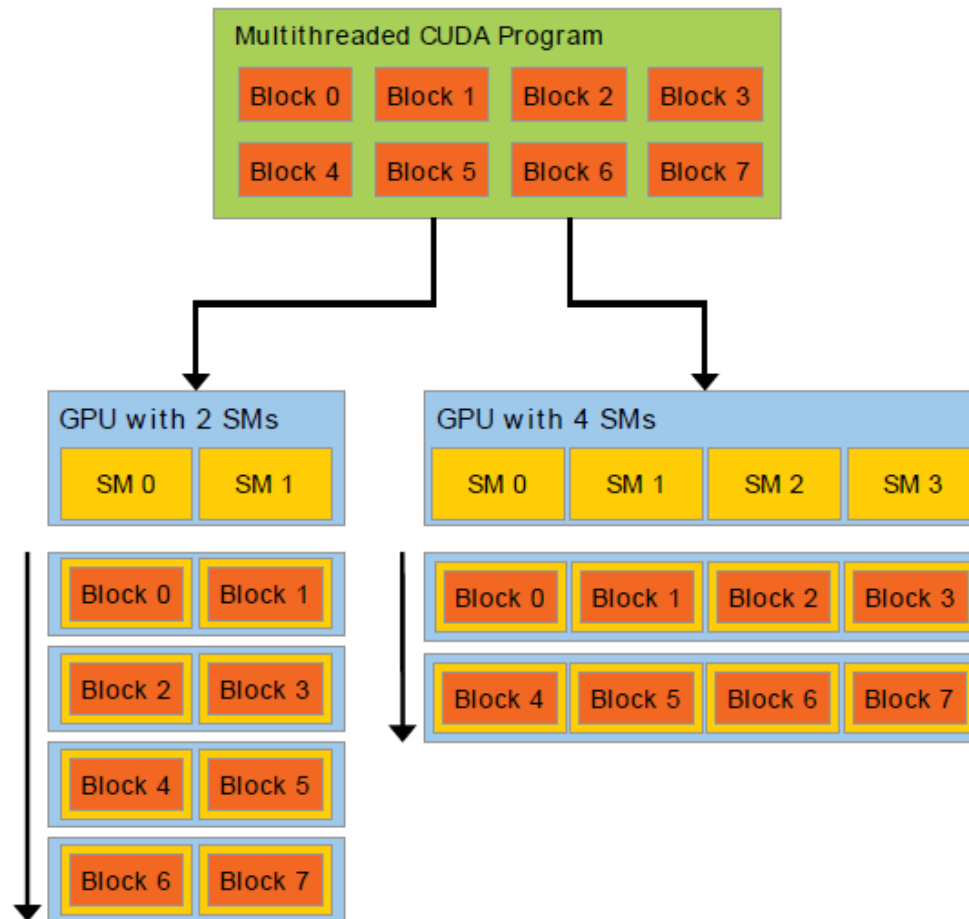 Multithreaded CUDA Program
Block 0 Block 1 Block 2 Block 3
Block 4 Block 5 Block 6 Block 7
GPU with 2 SMs
SM 0 SM 1
Block 0 Block 1
Block 2 Block 3
Block 4 Block 5
Block 6 Block 7
GPU with 4 SMs
SM 0 SM 1 SM 2 SM 3
Block 0 Block 1 Block 2 Block 3
Block 4 Block 5 Block 6 Block 7